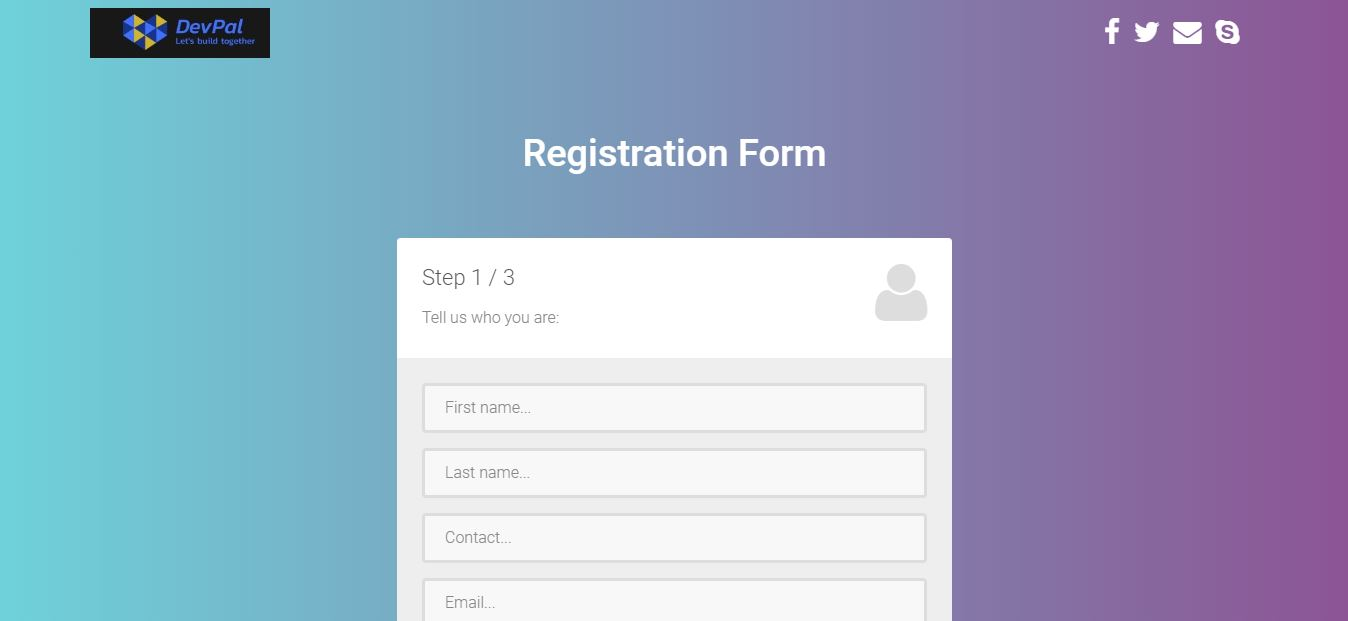 DevPal
Let's build together
Registration Form
Step 1 / 3
Tell us who you are:
First name...
Last name...
Contact...
Email...